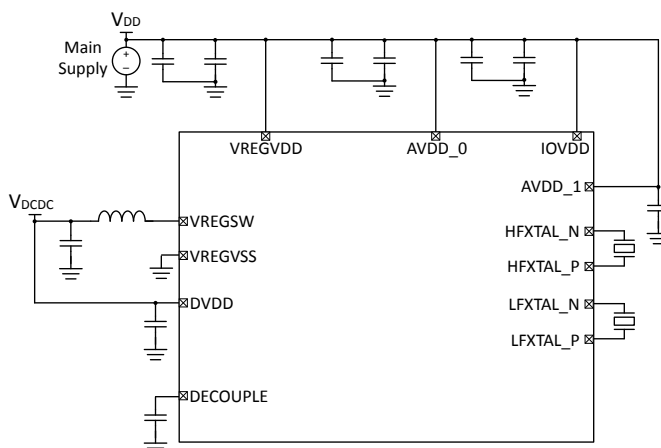 VDD
Main
Supply
+
−
VREGVDD
AVDD_0
IOVDD
AVDD_1
VDCDC
VREGSW
HFXTAL_N
VREGVSS
HFXTAL_P
DVDD
LFXTAL_N
LFXTAL_P
DECOUPLE